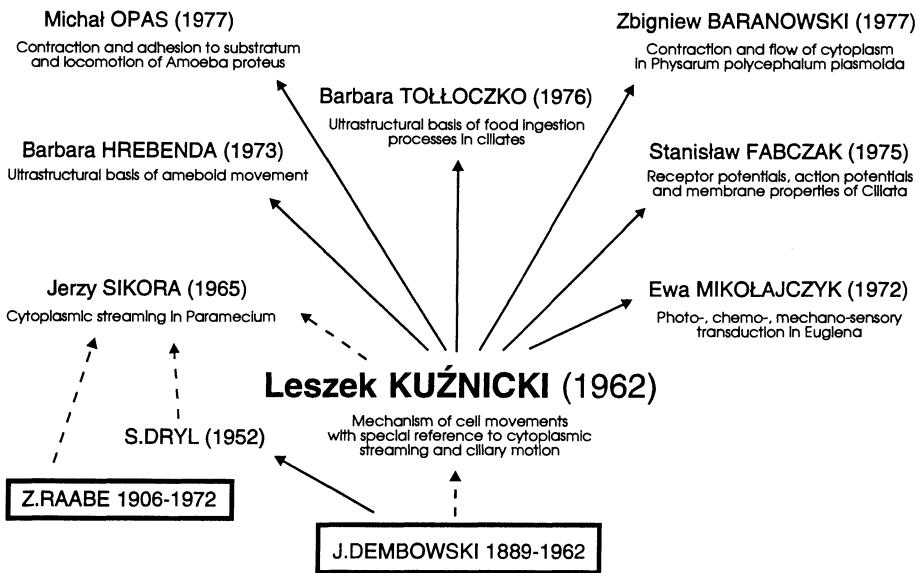 Michał OPAS (1977)
Contraction and adhesion to substratum
and locomotion of Amoeba proteus
Zbigniew BARANOWSKI (1977)
Contraction and flow of cytoplasm
in Physarum polycephalum plasmoida
Barbara TOŁŁOCZKO (1976)
Ultrastructural basis of food ingestion
processes in ciliates
Barbara HREBENDA (1973)
Ultrastructural basis of ameboid movement
Stanisław FABCZAK (1975)
Receptor potentials, action potentials
and membrane properties of Ciliata
Jerzy SIKORA (1965)
Cytoplasmic streaming in Paramecium
Ewa MIKOŁAJCZYK (1972)
Photo-, chemo-, mechano-sensory
transduction in Euglena
Leszek KUŹNICKI (1962)
Mechanism of cell movements
with special reference to cytoplasmic
streaming and ciliary motion
S.DRYL (1952)
Z.RAABE 1906-1972
J.DEMBOWSKI 1889-1962